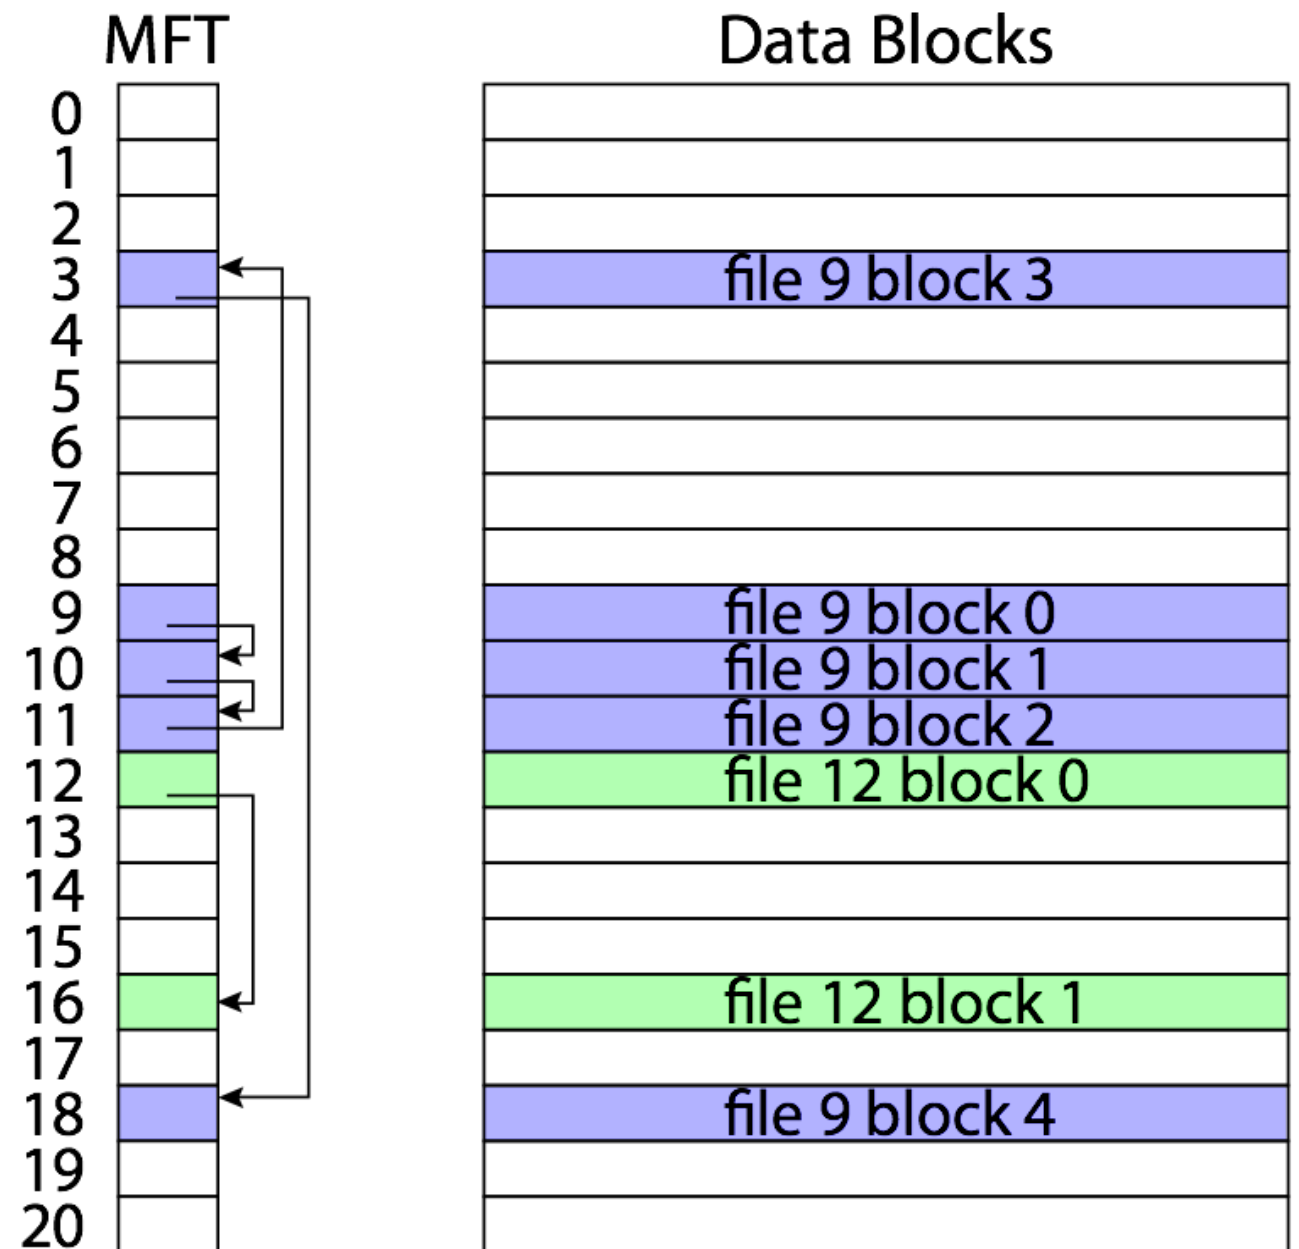 MFT Data Blocks
0
1
2
3 file 9 block 3
4
5
6
7
8
9 file 9 block 0
10 file 9 block 1
11 file 9 block 2
12 file 12 block 0
13
14
15
16 file 12 block 1
17
18 file 9 block 4
19
20